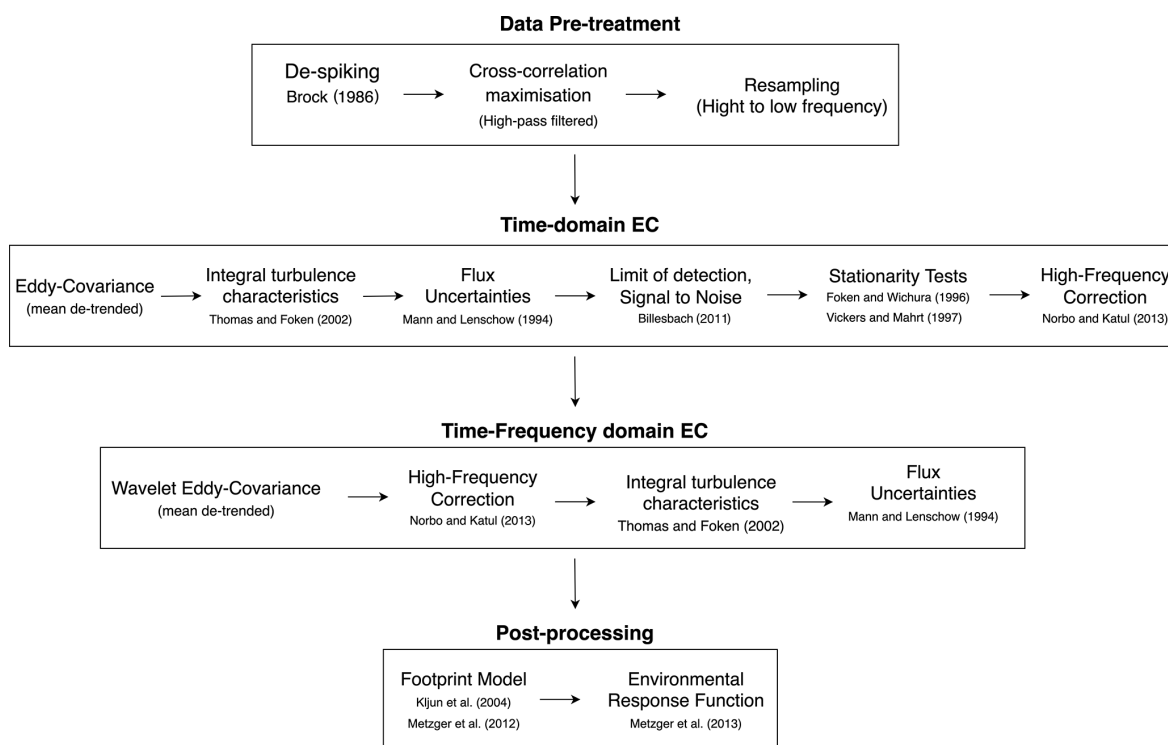 Data Pre-treatment
De-spiking
Brock (1986)
Cross-correlation
maximisation
(High-pass filtered)
Resampling
(Hight to low frequency)
Time-domain EC
Eddy-Covariance
(mean de-trended)
Integral turbulence
characteristics
Thomas and Foken (2002)
Flux
Uncertainties
Mann and Lenschow (1994)
Limit of detection,
Signal to Noise
Billesbach (2011)
Stationarity Tests
Foken and Wichura (1996)
Vickers and Mahrt (1997)
High-Frequency
Correction
Norbo and Katul (2013)
Time-Frequency domain EC
Wavelet Eddy-Covariance
(mean de-trended)
High-Frequency
Correction
Norbo and Katul (2013)
Integral turbulence
characteristics
Thomas and Foken (2002)
Flux
Uncertainties
Mann and Lenschow (1994)
Post-processing
Footprint Model
Kljun et al. (2004)
Metzger et al. (2012)
Environmental
Response Function
Metzger et al. (2013)